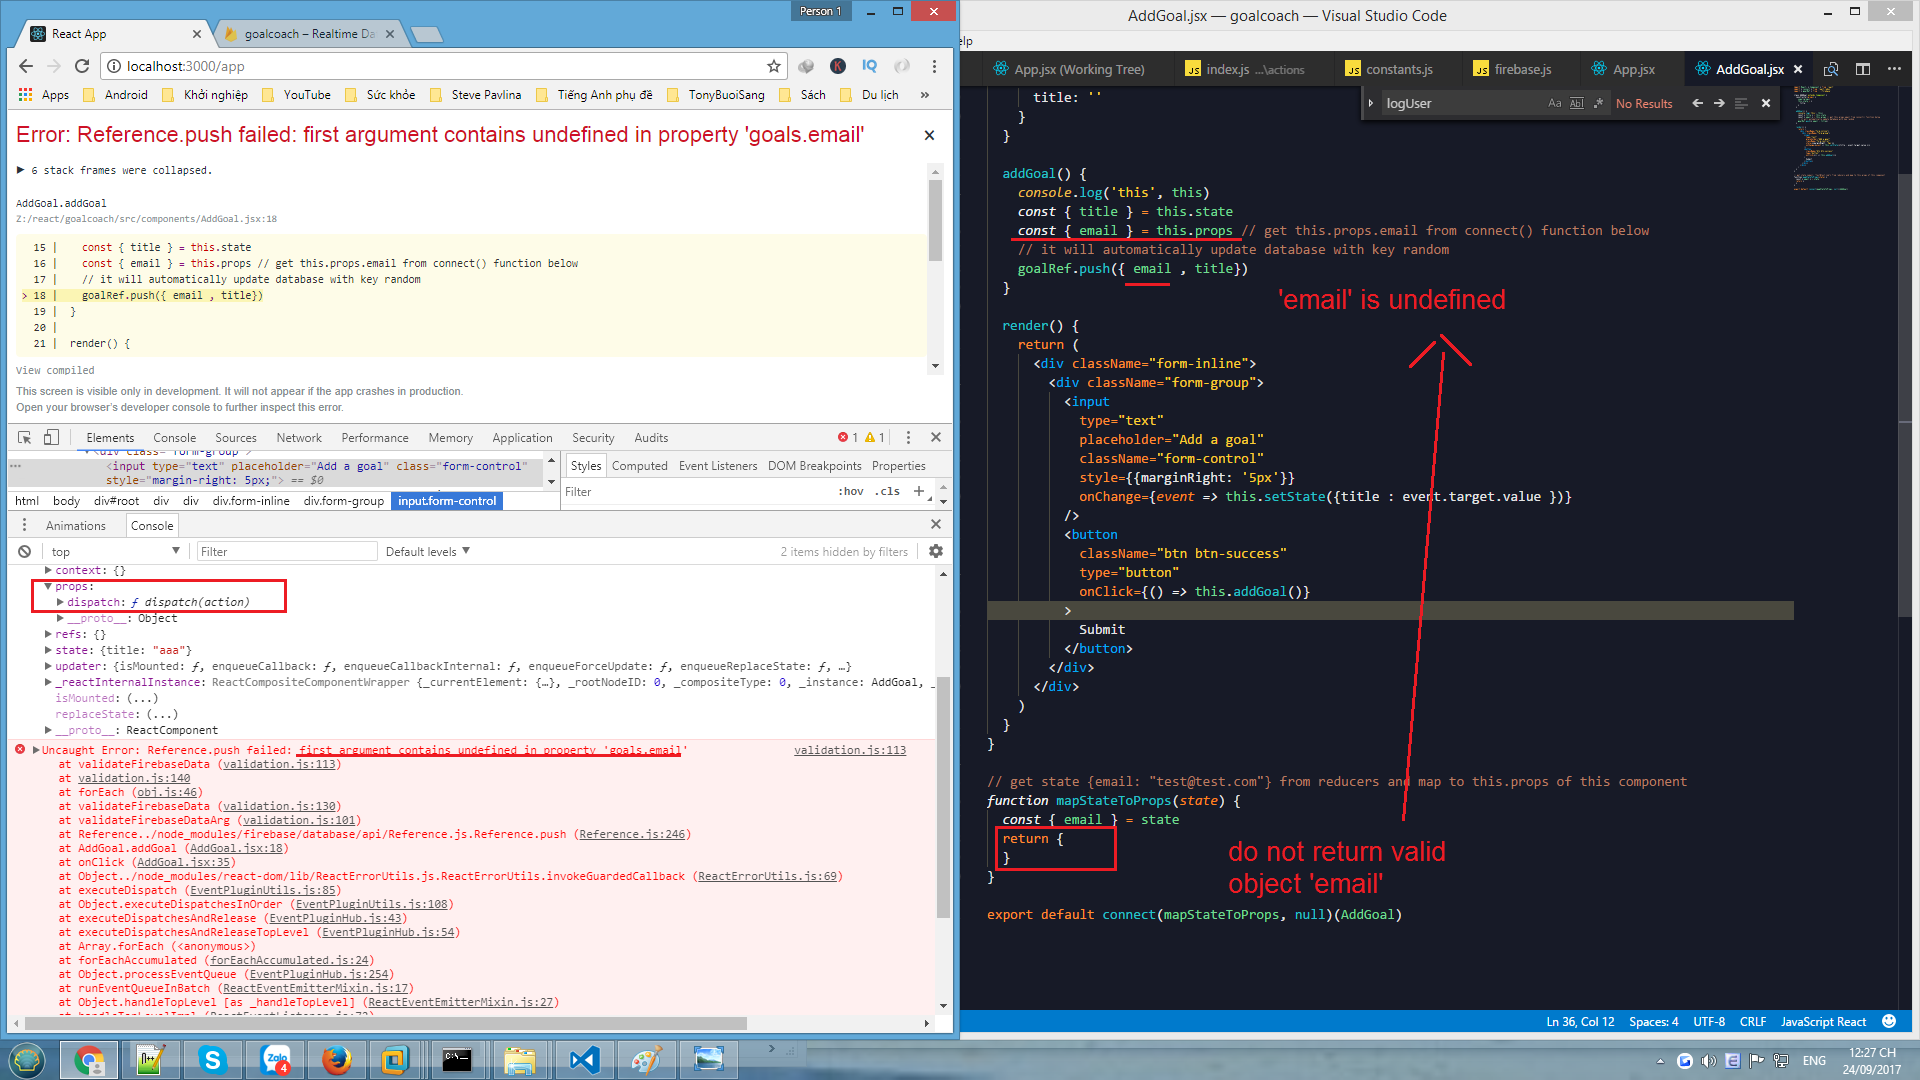 Person 1
React App
goalcoach – Realtime Da
localhost:3000/app
Apps
Android
Khởi nghiệp
YouTube
Sức khỏe
Steve Pavlina
Tiếng Anh phụ đề
TonyBuoiSang
Sách
Du lịch
»
Error: Reference.push failed: first argument contains undefined in property 'goals.email'
6 stack frames were collapsed.
AddGoal.addGoal
Z:/react/goalcoach/src/components/AddGoal.jsx:18
15 | const { title } = this.state
16 | const { email } = this.props // get this.props.email from connect() function below
17 | // it will automatically update database with key random
> 18 | goalRef.push({ email , title})
19 | }
20 |
21 | render() {
View compiled
This screen is visible only in development. It will not appear if the app crashes in production.
Open your browser's developer console to further inspect this error.
Elements Console Sources Network Performance Memory Application Security Audits 1 1
<div class="form-group">
<input type="text" placeholder="Add a goal" class="form-control"
style="margin-right: 5px;"> == $0
html body div#root div div div.form-inline div.form-group input.form-control
Styles Computed Event Listeners DOM Breakpoints Properties
Filter :hov .cls +
Animations Console
top Filter Default levels 2 items hidden by filters
context: {}
props:
dispatch: ƒ dispatch(action)
__proto__: Object
refs: {}
state: {title: "aaa"}
updater: {isMounted: ƒ, enqueueCallback: ƒ, enqueueCallbackInternal: ƒ, enqueueForceUpdate: ƒ, enqueueReplaceState: ƒ, …}
_reactInternalInstance: ReactCompositeComponentWrapper {_currentElement: {…}, _rootNodeID: 0, _compositeType: 0, _instance: AddGoal, _
isMounted: (...)
replaceState: (...)
__proto__: ReactComponent
Uncaught Error: Reference.push failed: first argument contains undefined in property 'goals.email' validation.js:113
at validateFirebaseData (validation.js:113)
at validation.js:140
at forEach (obj.js:46)
at validateFirebaseData (validation.js:130)
at validateFirebaseDataArg (validation.js:101)
at Reference../node_modules/firebase/database/api/Reference.js.Reference.push (Reference.js:246)
at AddGoal.addGoal (AddGoal.jsx:18)
at onClick (AddGoal.jsx:35)
at Object../node_modules/react-dom/lib/ReactErrorUtils.js.ReactErrorUtils.invokeGuardedCallback (ReactErrorUtils.js:69)
at executeDispatch (EventPluginUtils.js:85)
at Object.executeDispatchesInOrder (EventPluginUtils.js:108)
at executeDispatchesAndRelease (EventPluginHub.js:43)
at executeDispatchesAndReleaseTopLevel (EventPluginHub.js:54)
at Array.forEach (<anonymous>)
at forEachAccumulated (forEachAccumulated.js:24)
at Object.processEventQueue (EventPluginHub.js:254)
at runEventQueueInBatch (ReactEventEmitterMixin.js:17)
at Object.handleTopLevel [as _handleTopLevel] (ReactEventEmitterMixin.js:27)
at handleTopLevelImpl (ReactEventListener.js:72)
AddGoal.jsx — goalcoach — Visual Studio Code
elp
App.jsx (Working Tree) index.js ...\actions constants.js firebase.js App.jsx AddGoal.jsx
logUser Aa Abl .* No Results
title: ''
}
}
addGoal() {
console.log('this', this)
const { title } = this.state
const { email } = this.props // get this.props.email from connect() function below
// it will automatically update database with key random
goalRef.push({ email , title})
}
'email' is undefined
render() {
return (
<div className="form-inline">
<div className="form-group">
<input
type="text"
placeholder="Add a goal"
className="form-control"
style={{marginRight: '5px'}}
onChange={event => this.setState({title : event.target.value })}
/>
<button
className="btn btn-success"
type="button"
onClick={() => this.addGoal()}
>
Submit
</button>
</div>
</div>
)
}
}
// get state {email: "test@test.com"} from reducers and map to this.props of this component
function mapStateToProps(state) {
const { email } = state
return {
}
}
do not return valid
object 'email'
export default connect(mapStateToProps, null)(AddGoal)
Ln 36, Col 12 Spaces: 4 UTF-8 CRLF JavaScript React
Zalo
4
ENG
12:27 CH
24/09/2017